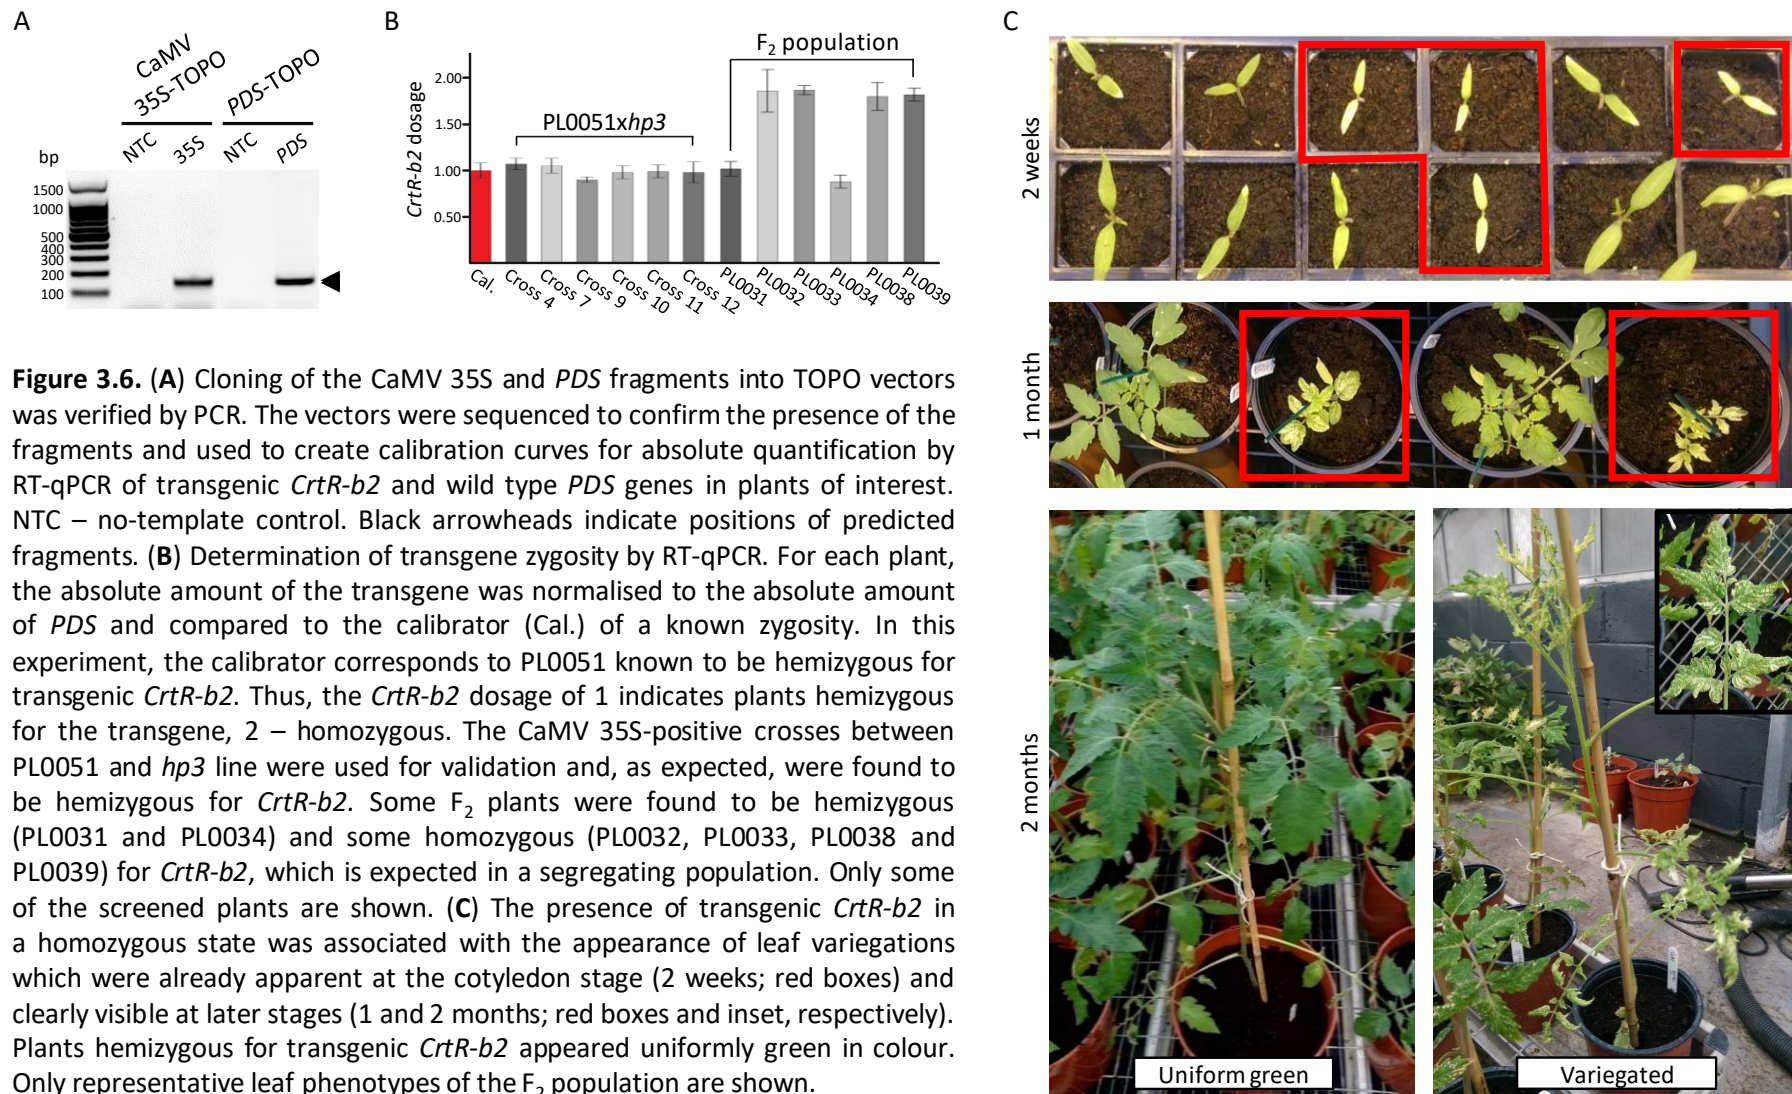 A
CaMV
35S-TOPO
PDS-TOPO
NTC
35S
NTC
PDS
bp
1500
1000
500
400
300
200
100
B
F2 population
PL0051xhp3
CrtR-b2 dosage
2.00
1.50
1.00
0.50
Cal.
Cross 4
Cross 7
Cross 9
Cross 10
Cross 11
Cross 12
PL0031
PL0032
PL0033
PL0034
PL0038
PL0039
Figure 3.6. (A) Cloning of the CaMV 35S and PDS fragments into TOPO vectors
was verified by PCR. The vectors were sequenced to confirm the presence of the
fragments and used to create calibration curves for absolute quantification by
RT-qPCR of transgenic CrtR-b2 and wild type PDS genes in plants of interest.
NTC – no-template control. Black arrowheads indicate positions of predicted
fragments. (B) Determination of transgene zygosity by RT-qPCR. For each plant,
the absolute amount of the transgene was normalised to the absolute amount
of PDS and compared to the calibrator (Cal.) of a known zygosity. In this
experiment, the calibrator corresponds to PL0051 known to be hemizygous for
transgenic CrtR-b2. Thus, the CrtR-b2 dosage of 1 indicates plants hemizygous
for the transgene, 2 – homozygous. The CaMV 35S-positive crosses between
PL0051 and hp3 line were used for validation and, as expected, were found to
be hemizygous for CrtR-b2. Some F2 plants were found to be hemizygous
(PL0031 and PL0034) and some homozygous (PL0032, PL0033, PL0038 and
PL0039) for CrtR-b2, which is expected in a segregating population. Only some
of the screened plants are shown. (C) The presence of transgenic CrtR-b2 in
a homozygous state was associated with the appearance of leaf variegations
which were already apparent at the cotyledon stage (2 weeks; red boxes) and
clearly visible at later stages (1 and 2 months; red boxes and inset, respectively).
Plants hemizygous for transgenic CrtR-b2 appeared uniformly green in colour.
Only representative leaf phenotypes of the F2 population are shown.
C
2 weeks
1 month
2 months
Uniform green
Variegated